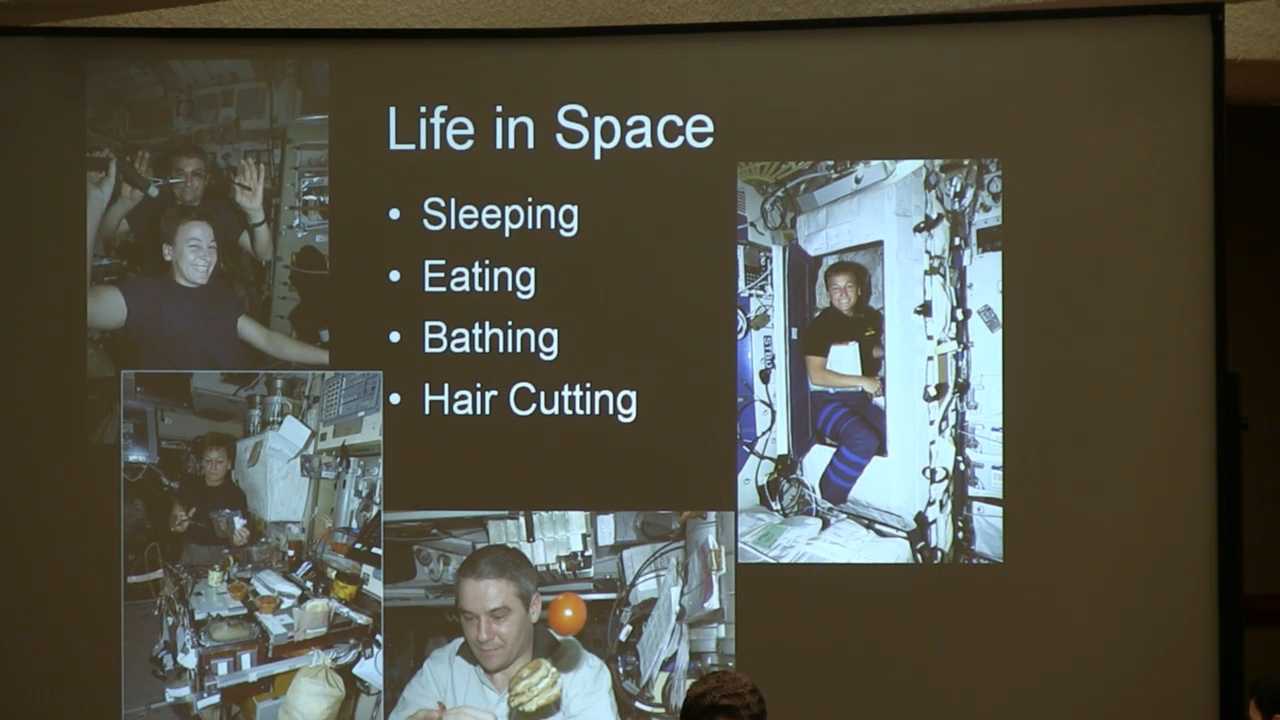 Life in Space
• Sleeping
• Eating
• Bathing
• Hair Cutting